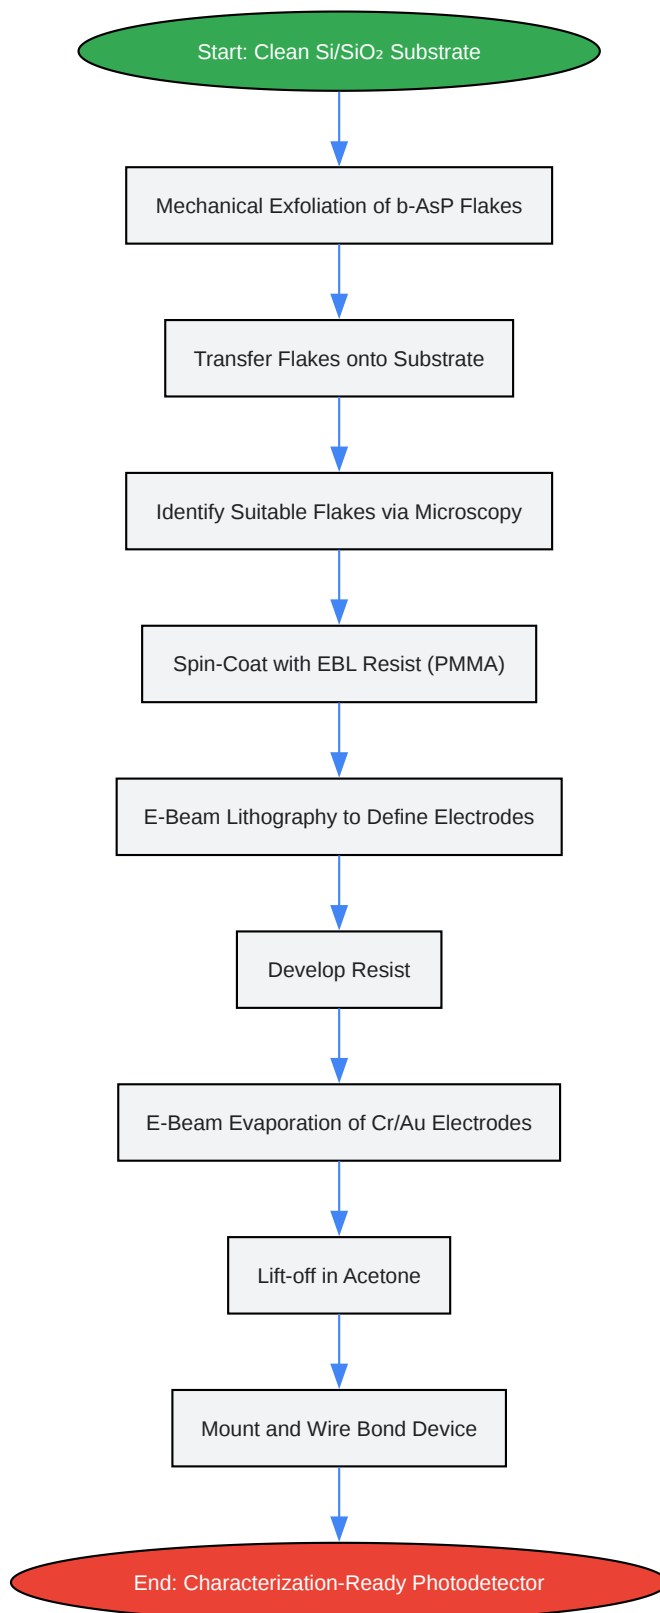 Start: Clean Si/SiO₂ Substrate
Mechanical Exfoliation of b-AsP Flakes
Transfer Flakes onto Substrate
Identify Suitable Flakes via Microscopy
Spin-Coat with EBL Resist (PMMA)
E-Beam Lithography to Define Electrodes
Develop Resist
E-Beam Evaporation of Cr/Au Electrodes
Lift-off in Acetone
Mount and Wire Bond Device
End: Characterization-Ready Photodetector